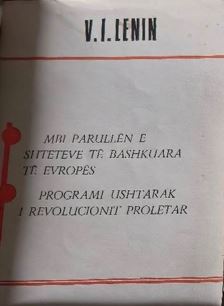 V.I.LENIN
MBI PARULLËN E
SHTETEVE TË BASHKUARA
TË EVROPËS
PROGRAMI USHTARAK
I REVOLUCIONIT PROLETAR